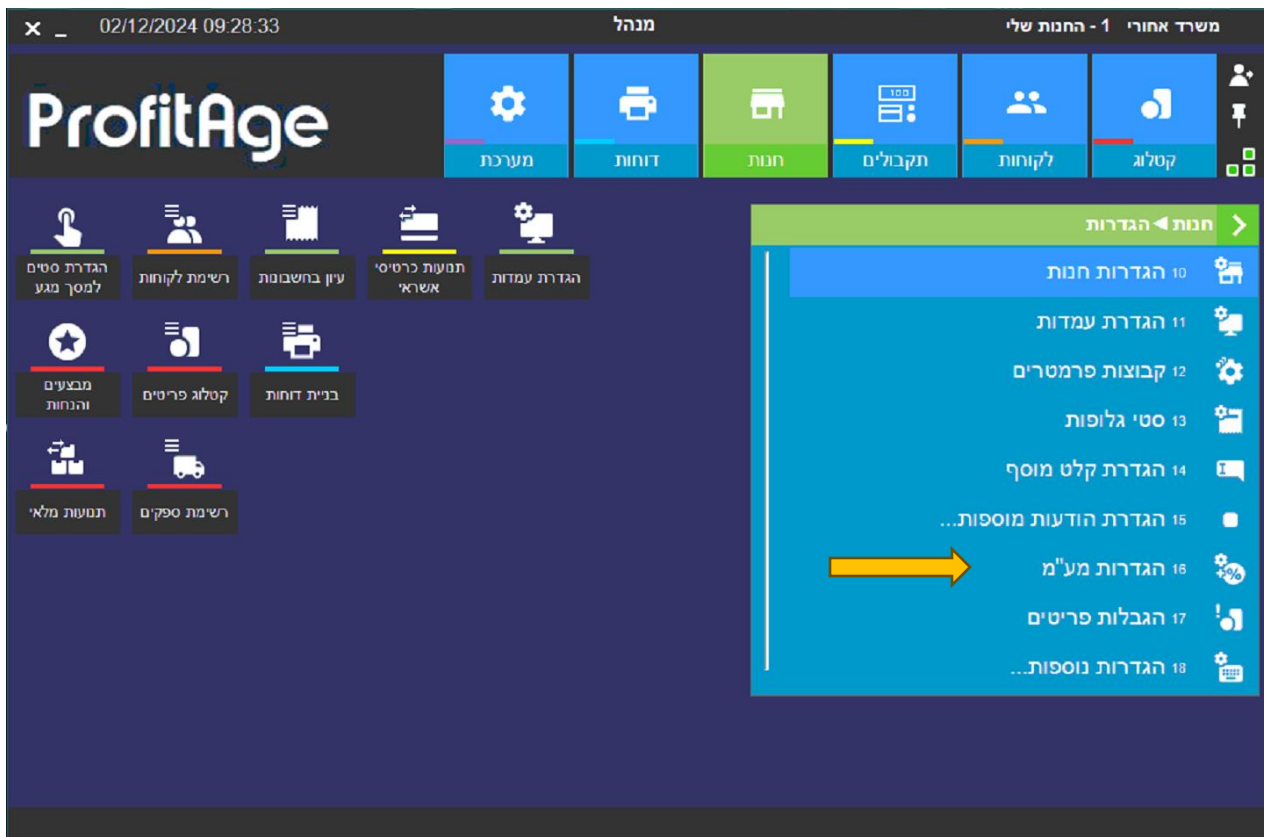 משרד אחורי 1 - החנות שלי
מנהל
02/12/2024 09:28:33
ProfitAge
קטלוג
לקוחות
100
תקבולים
חנות
דוחות
מערכת
חנות ◀ הגדרות
10 הגדרות חנות
11 הגדרת עמדות
12 קבוצות פרמטרים
13 סטי גלופות
14 הגדרת קלט מוסף
15 הגדרת הודעות מוספות...
16 הגדרות מע"מ
17 הגבלות פריטים
18 הגדרות נוספות...
הגדרת עמדות
תנועות כרטיסי
אשראי
עיון בחשבונות
רשימת לקוחות
הגדרת סטים
למסך מגע
בניית דוחות
קטלוג פריטים
מבצעים
והנחות
רשימת ספקים
תנועות מלאי